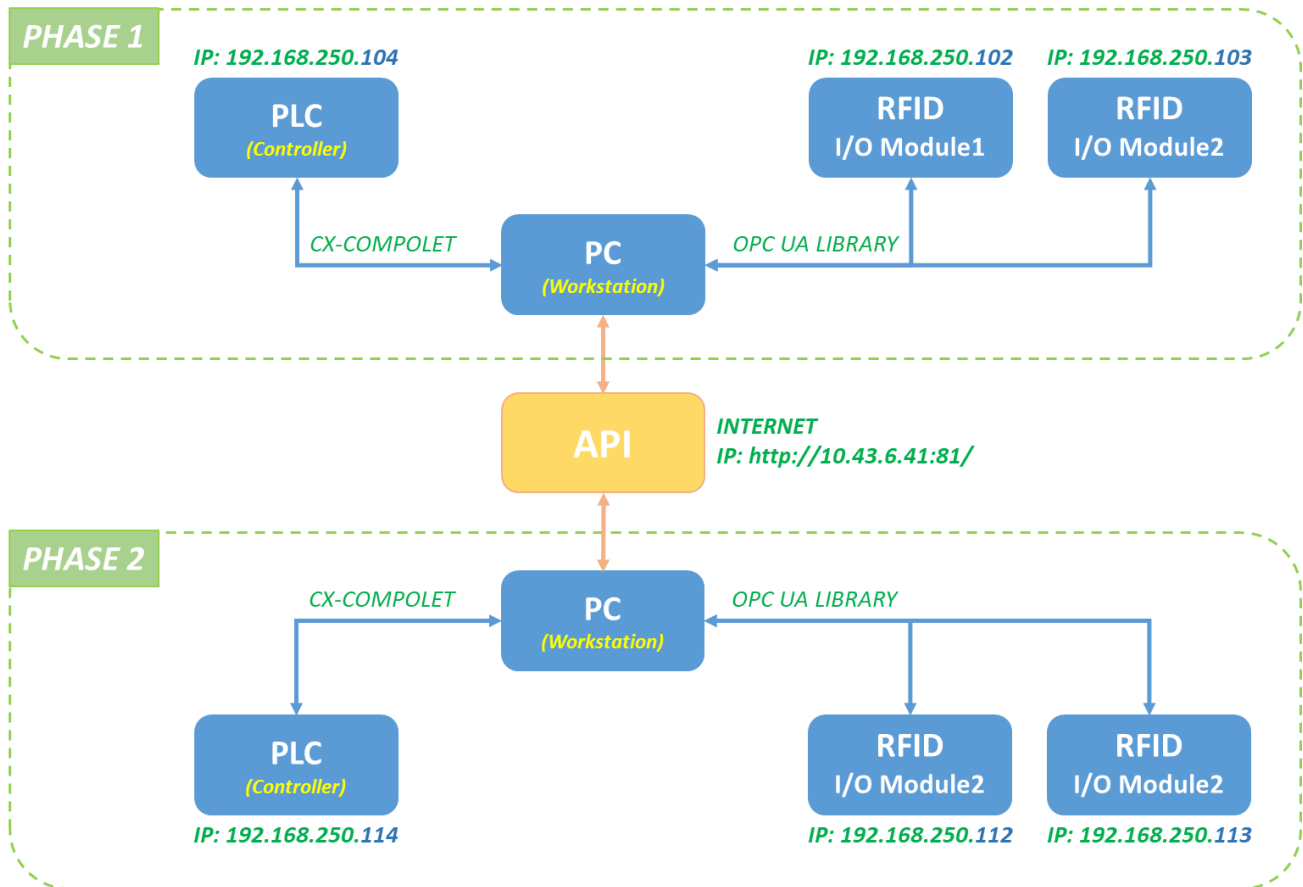 PHASE 1
IP: 192.168.250.104
IP: 192.168.250.102
IP: 192.168.250.103
PLC
(Controller)
RFID
I/O Module1
RFID
I/O Module2
CX-COMPOLET
PC
(Workstation)
OPC UA LIBRARY
API
INTERNET
IP: http://10.43.6.41:81/
PHASE 2
CX-COMPOLET
PC
(Workstation)
OPC UA LIBRARY
PLC
(Controller)
RFID
I/O Module2
RFID
I/O Module2
IP: 192.168.250.114
IP: 192.168.250.112
IP: 192.168.250.113